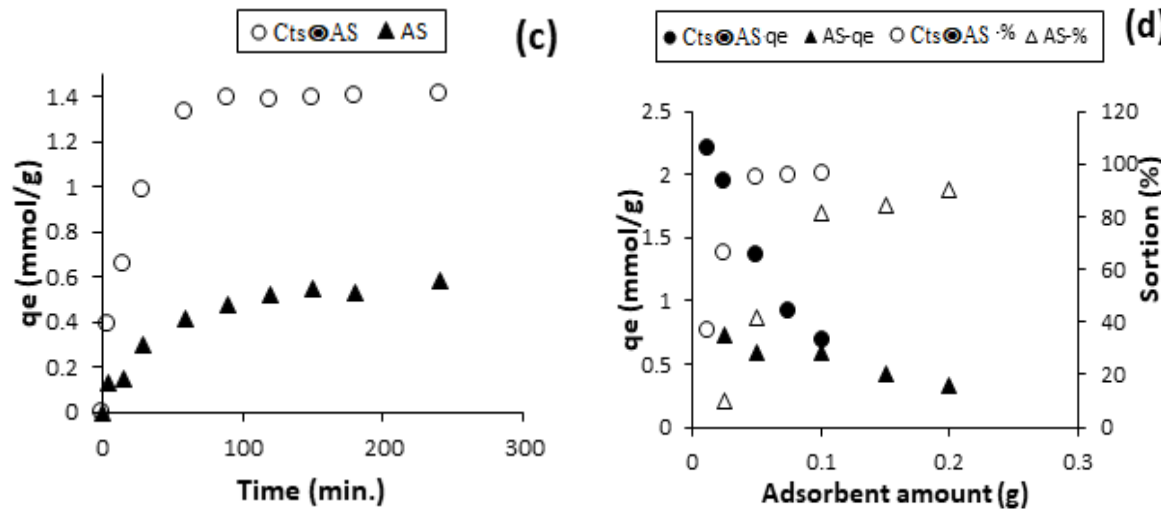 Cts◉AS AS
(c)
1.4
1.2
1
0.8
0.6
0.4
0.2
0
0 100 200 300
qe (mmol/g)
Time (min.)
Cts◉AS-qe AS-qe Cts◉AS -% AS-%
(d)
2.5
2
1.5
1
0.5
0
120
100
80
60
40
20
0
0 0.1 0.2 0.3
qe (mmol/g)
Sortion (%)
Adsorbent amount (g)